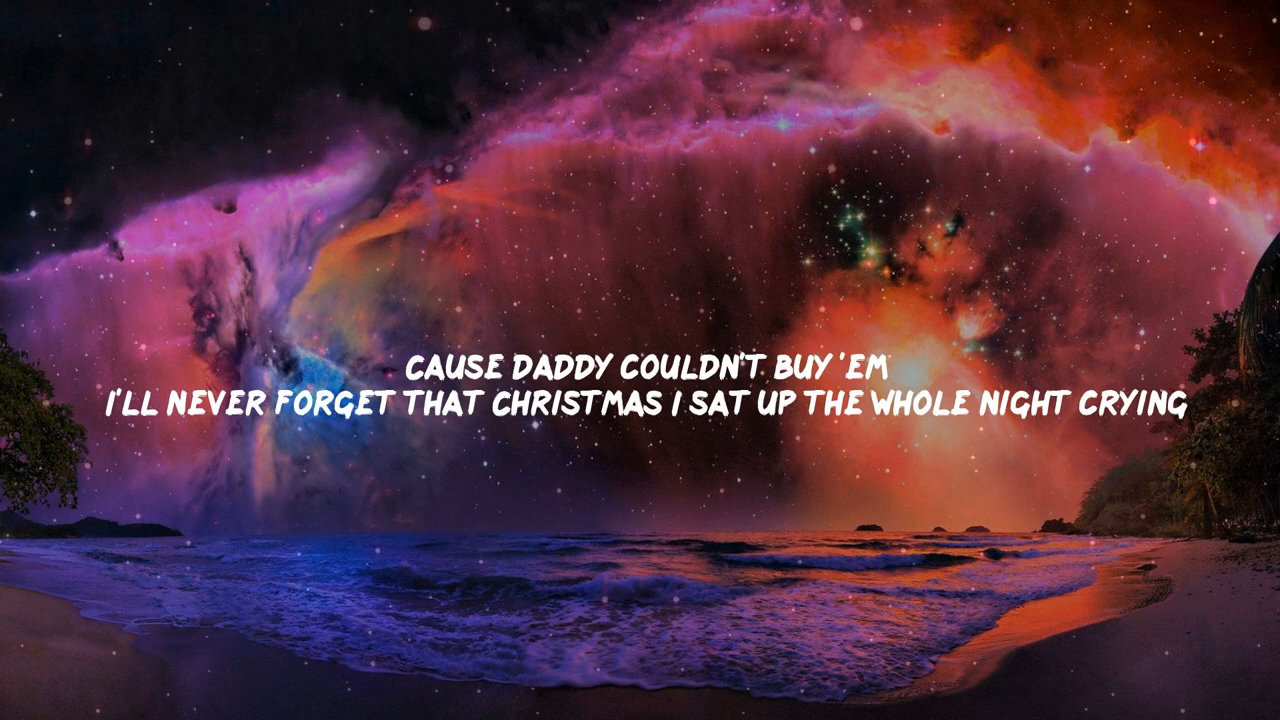 CAUSE DADDY COULDN'T BUY 'EM
I'LL NEVER FORGET THAT CHRISTMAS I SAT UP THE WHOLE NIGHT CRYING